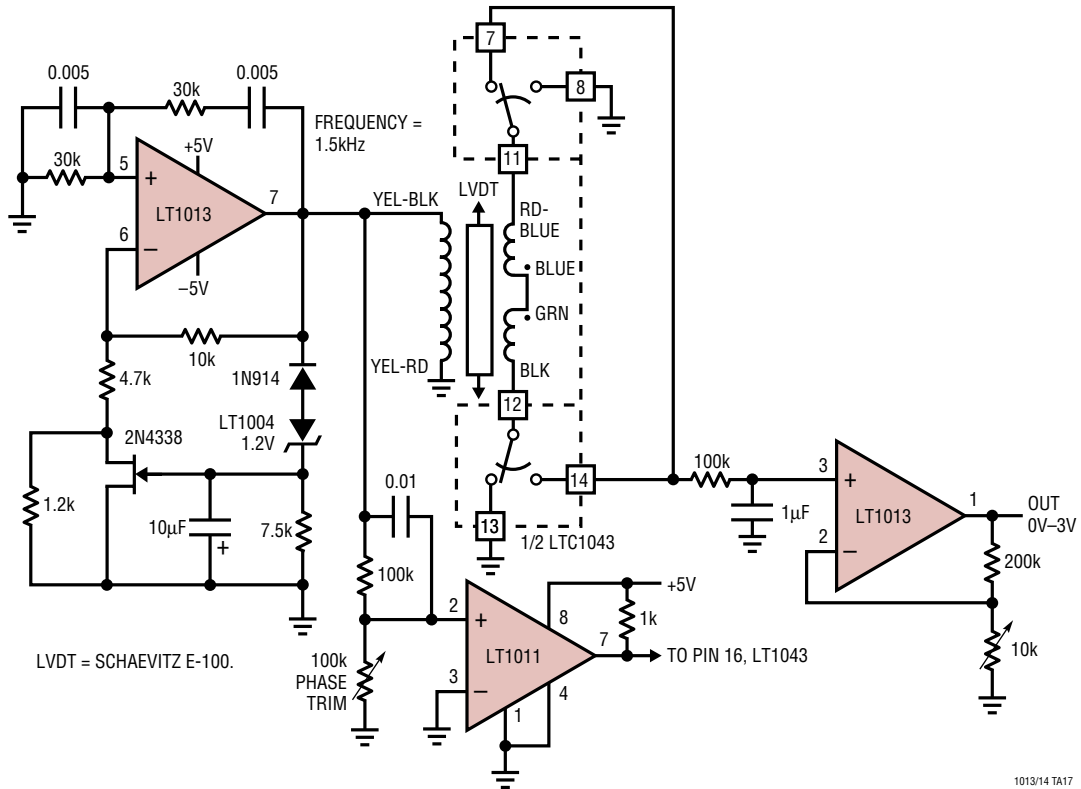 7
0.005
0.005
30k
8
FREQUENCY =
1.5kHz
+5V
30k
5
+
11
7
LT1013
YEL-BLK
LVDT
RD-
BLUE
6
–
BLUE
–5V
GRN
10k
YEL-RD
BLK
4.7k
1N914
12
LT1004
1.2V
2N4338
100k
3
+
14
0.01
1
OUT
0V–3V
1.2k
10µF
+
7.5k
13
1µF
LT1013
2
–
1/2 LTC1043
200k
100k
+5V
2
+
8
1k
10k
LT1011
7
TO PIN 16, LT1043
LVDT = SCHAEVITZ E-100.
100k
PHASE
TRIM
3
–
4
1
1013/14 TA17